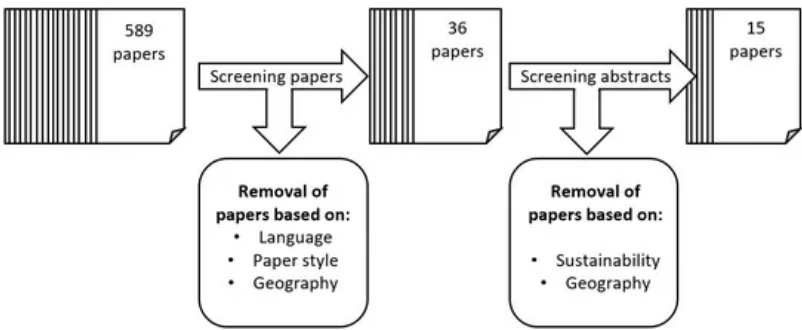 589
papers
Screening papers
36
papers
Screening abstracts
15
papers
Removal of
papers based on:
• Language
• Paper style
• Geography
Removal of
papers based on:
• Sustainability
• Geography